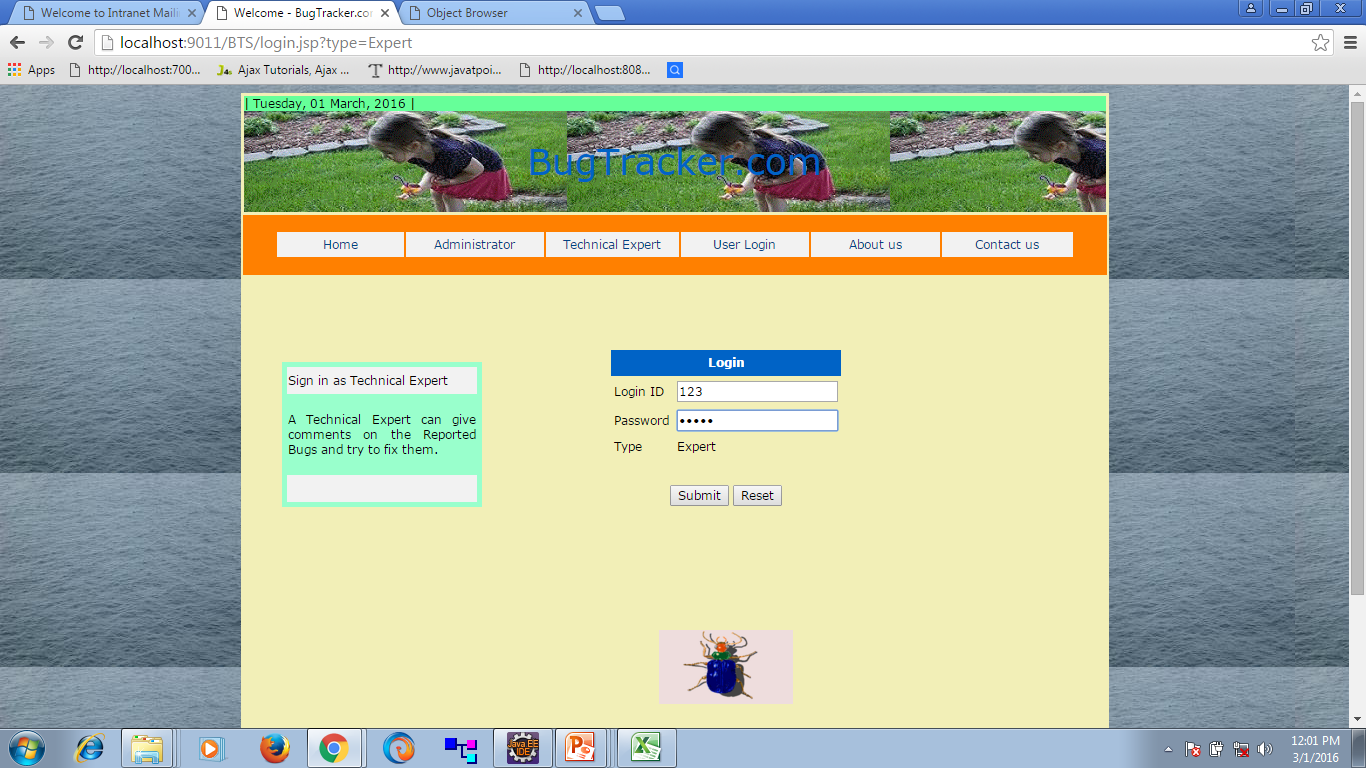 Welcome to Intranet Maili
Welcome - BugTracker.cor
Object Browser
localhost:9011/BTS/login.jsp?type=Expert
Apps
http://localhost:700...
Ajax Tutorials, Ajax ...
http://www.javatpoi...
http://localhost:808...
| Tuesday, 01 March, 2016 |
BugTracker.com
Home
Administrator
Technical Expert
User Login
About us
Contact us
Sign in as Technical Expert
A Technical Expert can give
comments on the Reported
Bugs and try to fix them.
Login
Login ID 123
Password •••••
Type Expert
Submit Reset
Java EE
IDE
12:01 PM
3/1/2016